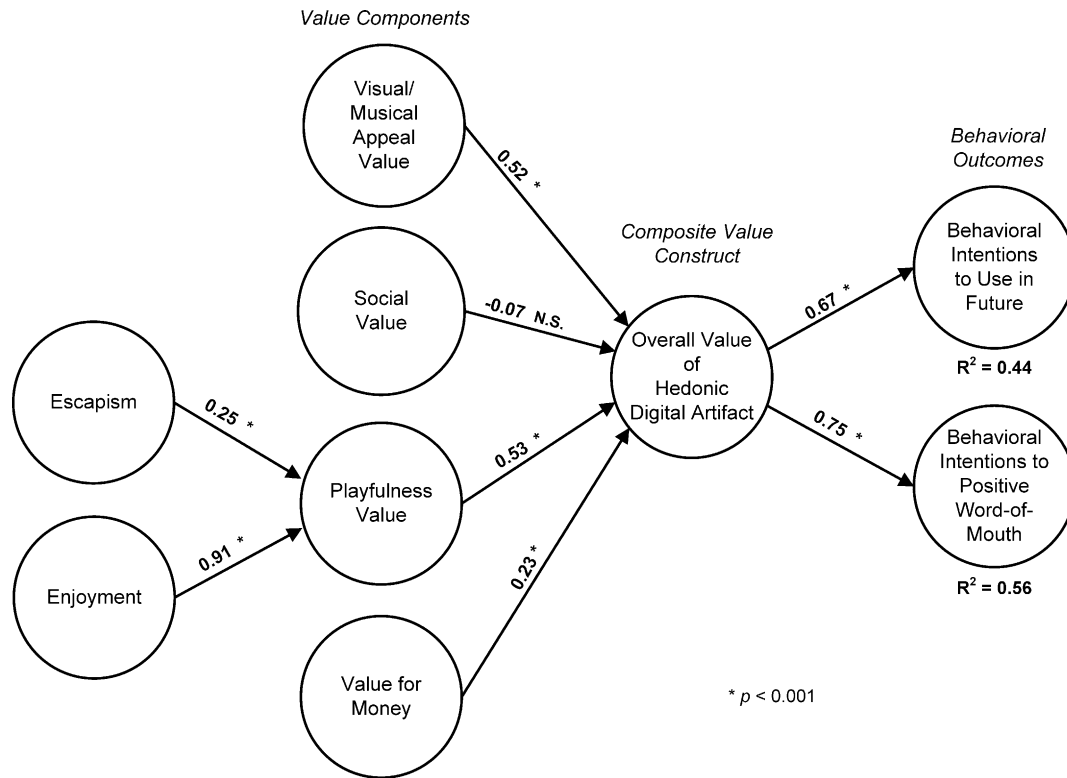 Value Components
Visual/
Musical
Appeal
Value
0.52 *
Behavioral
Outcomes
Behavioral
Intentions
to Use in
Future
R² = 0.44
Composite Value
Construct
Social
Value
-0.07 N.S.
Overall Value
of
Hedonic
Digital Artifact
0.67 *
0.75 *
Escapism
0.25 *
Playfulness
Value
0.53 *
Behavioral
Intentions to
Positive
Word-of-
Mouth
R² = 0.56
Enjoyment
0.91 *
0.23 *
Value for
Money
* p < 0.001